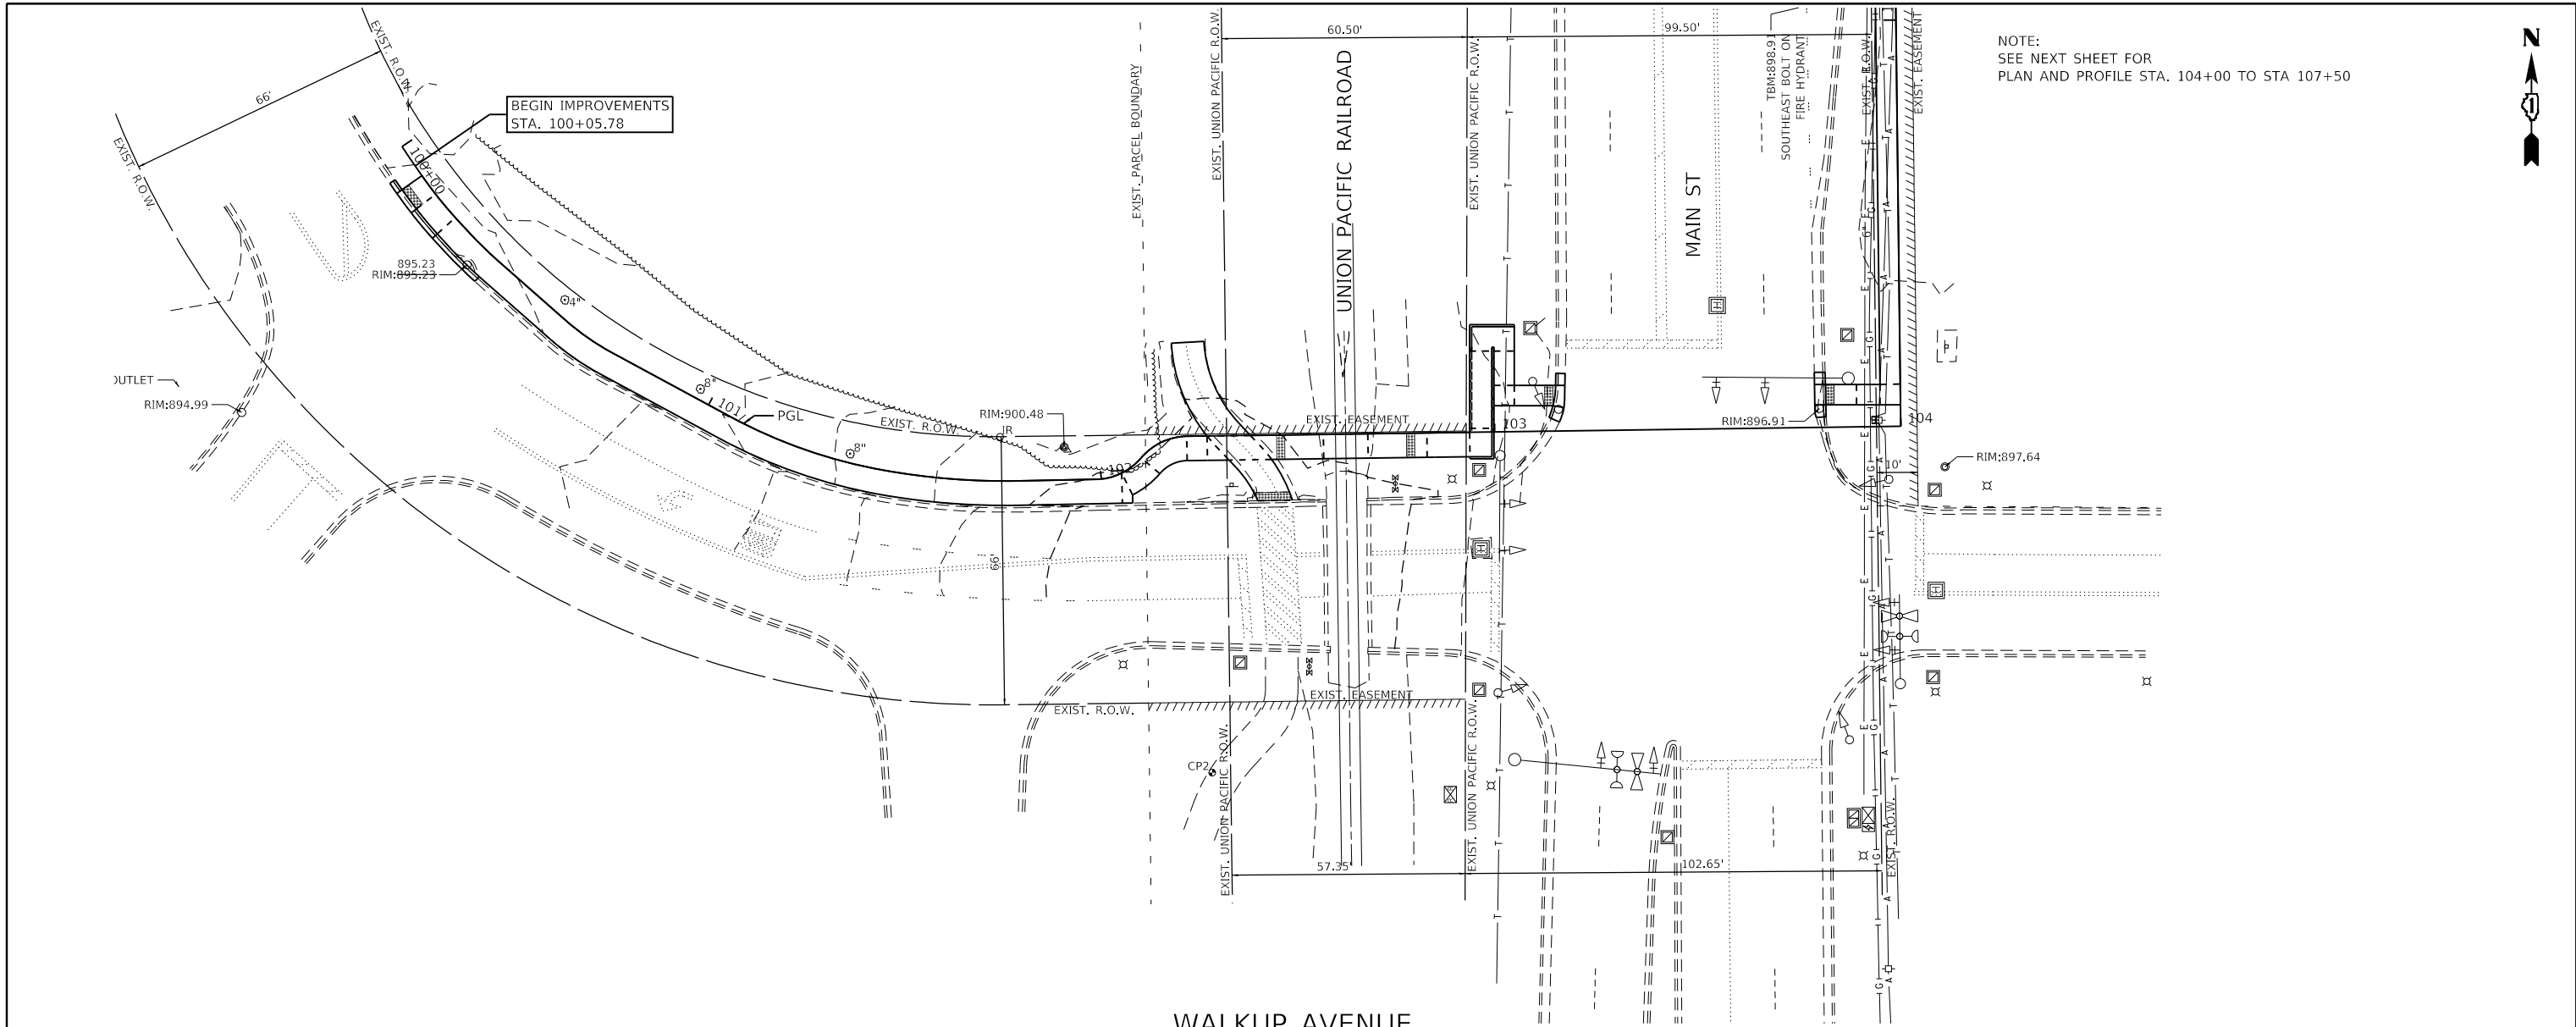 NOTE:
SEE NEXT SHEET FOR
PLAN AND PROFILE STA. 104+00 TO STA 107+50
N
1
BEGIN IMPROVEMENTS
STA. 100+05.78
EXIST. R.O.W.
66'
EXIST. R.O.W.
100+00
895.23
RIM:895.23
4"
8"
101
PGL
8"
EXIST. R.O.W.
IR
RIM:900.48
102
66'
RIM:894.99
EXIST. PARCEL BOUNDARY
EXIST. UNION PACIFIC R.O.W.
60.50'
UNION PACIFIC RAILROAD
EXIST. UNION PACIFIC R.O.W.
99.50'
MAIN ST
TBM:898.91
SOUTHEAST BOLT ON
FIRE HYDRANT
EXIST. R.O.W.
EXIST. EASEMENT
6"
EXIST. EASEMENT
103
RIM:896.91
104
10'
RIM:897.64
EXIST. R.O.W.
EXIST. EASEMENT
CP2
EXIST. UNION PACIFIC R.O.W.
57.35'
EXIST. UNION PACIFIC R.O.W.
102.65'
EXIST. R.O.W.
WALKUP AVENUE